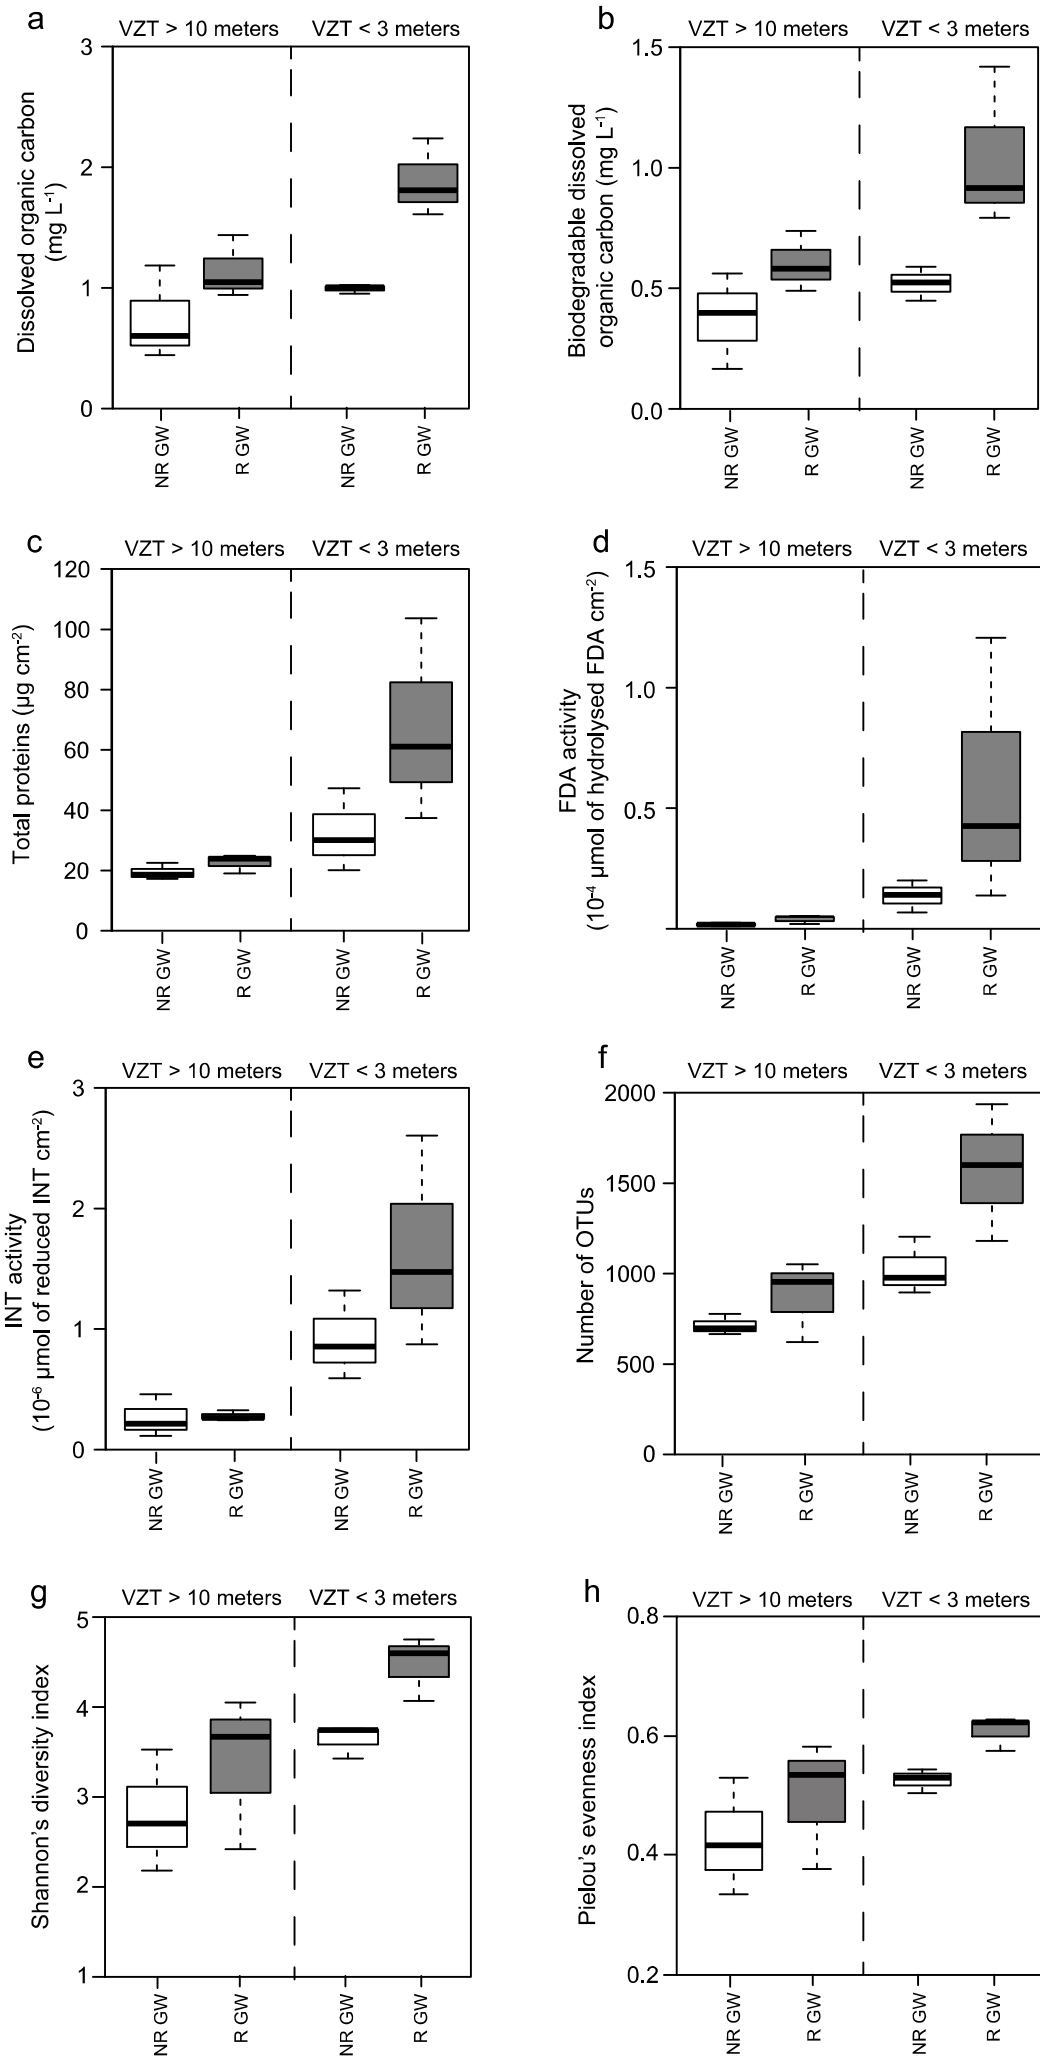 a
VZT > 10 meters
VZT < 3 meters
Dissolved organic carbon
(mg L⁻¹)
3
2
1
0
NR GW
R GW
NR GW
R GW
b
VZT > 10 meters
VZT < 3 meters
Biodegradable dissolved
organic carbon (mg L⁻¹)
1.5
1.0
0.5
0.0
NR GW
R GW
NR GW
R GW
c
VZT > 10 meters
VZT < 3 meters
Total proteins (µg cm⁻²)
120
100
80
60
40
20
0
NR GW
R GW
NR GW
R GW
d
VZT > 10 meters
VZT < 3 meters
FDA activity
(10⁻⁴ µmol of hydrolysed FDA cm⁻²)
1.5
1.0
0.5
NR GW
R GW
NR GW
R GW
e
VZT > 10 meters
VZT < 3 meters
INT activity
(10⁻⁶ µmol of reduced INT cm⁻²)
3
2
1
0
NR GW
R GW
NR GW
R GW
f
VZT > 10 meters
VZT < 3 meters
Number of OTUs
2000
1500
1000
500
0
NR GW
R GW
NR GW
R GW
g
VZT > 10 meters
VZT < 3 meters
Shannon's diversity index
5
4
3
2
1
NR GW
R GW
NR GW
R GW
h
VZT > 10 meters
VZT < 3 meters
Pielou's evenness index
0.8
0.6
0.4
0.2
NR GW
R GW
NR GW
R GW